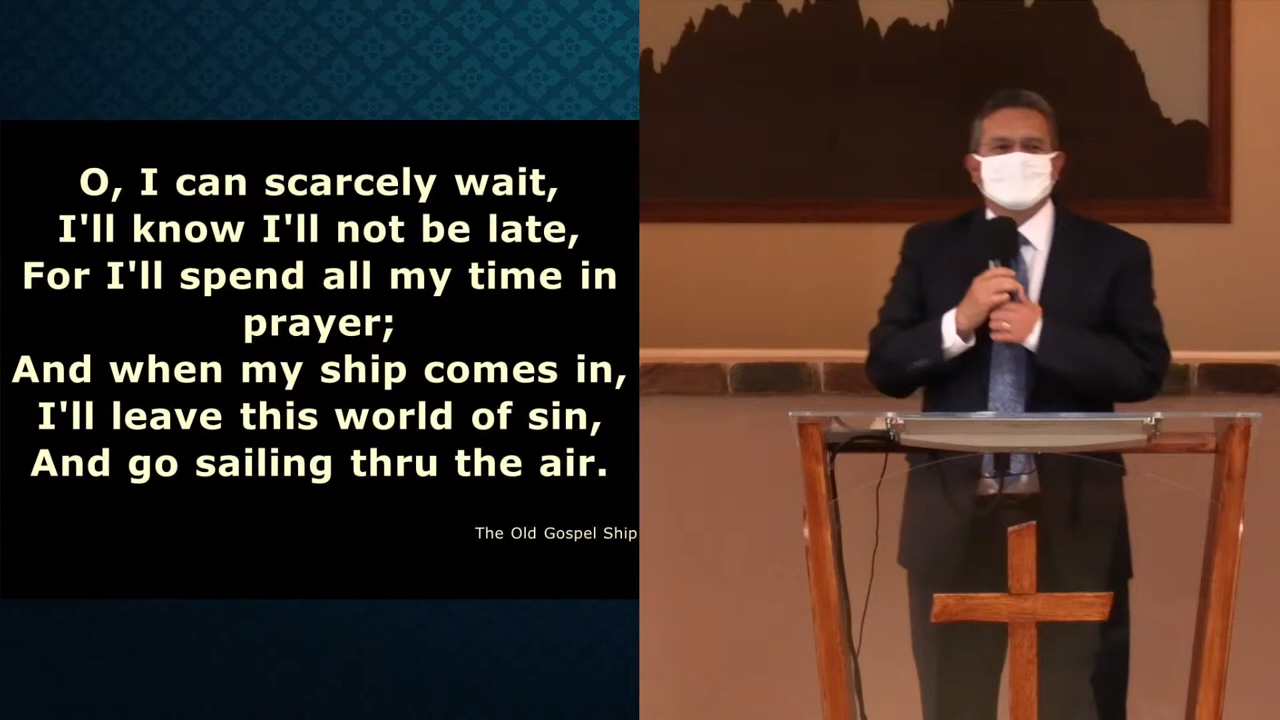 O, I can scarcely wait,
I'll know I'll not be late,
For I'll spend all my time in
prayer;
And when my ship comes in,
I'll leave this world of sin,
And go sailing thru the air.
The Old Gospel Ship